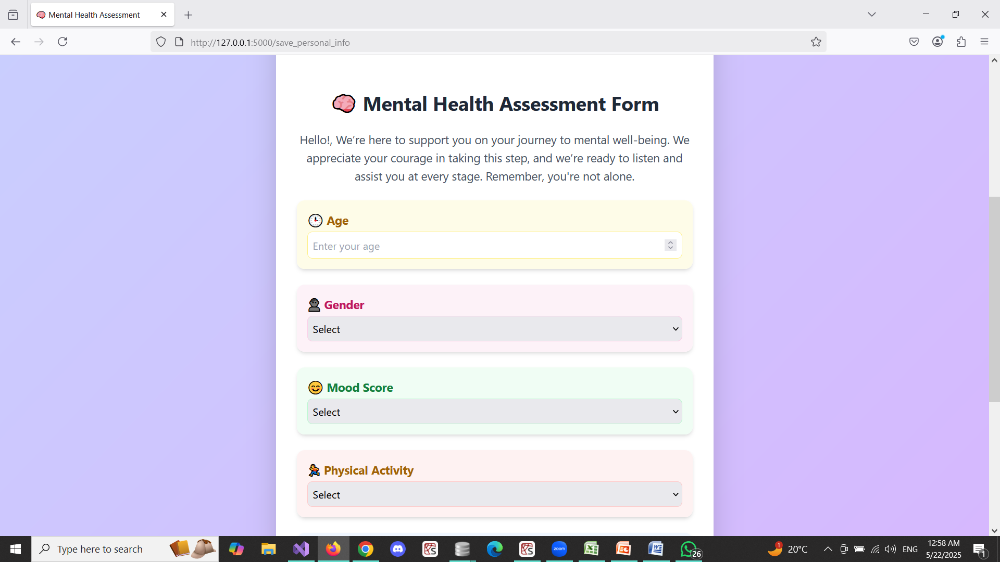 Mental Health Assessment
http://127.0.0.1:5000/save_personal_info
Mental Health Assessment Form
Hello!, We’re here to support you on your journey to mental well-being. We
appreciate your courage in taking this step, and we’re ready to listen and
assist you at every stage. Remember, you're not alone.
Age
Enter your age
Gender
Select
Mood Score
Select
Physical Activity
Select
Type here to search
zoom
26
1
20°C
ENG
12:58 AM
5/22/2025
1